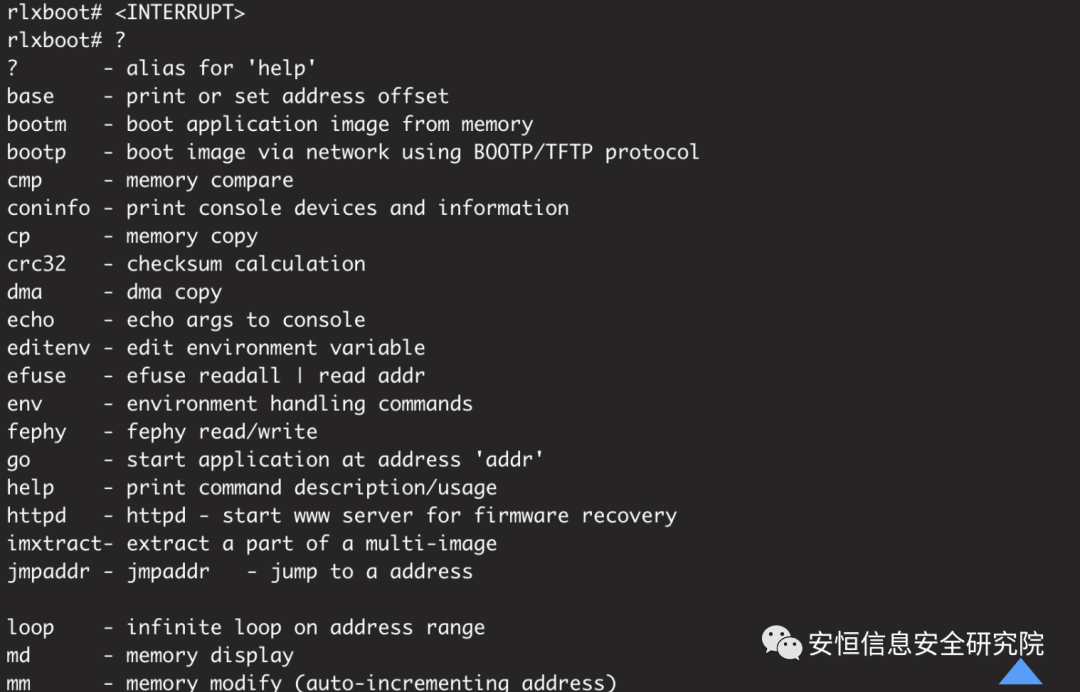 rlxboot# <INTERRUPT>
rlxboot# ?
?       - alias for 'help'
base    - print or set address offset
bootm   - boot application image from memory
bootp   - boot image via network using BOOTP/TFTP protocol
cmp     - memory compare
coninfo - print console devices and information
cp      - memory copy
crc32   - checksum calculation
dma     - dma copy
echo    - echo args to console
editenv - edit environment variable
efuse   - efuse readall | read addr
env     - environment handling commands
fephy   - fephy read/write
go      - start application at address 'addr'
help    - print command description/usage
httpd   - httpd - start www server for firmware recovery
imxtract- extract a part of a multi-image
jmpaddr - jmpaddr   - jump to a address
loop    - infinite loop on address range
md      - memory display
mm      - memory modify (auto-incrementing address)
安恒信息安全研究院